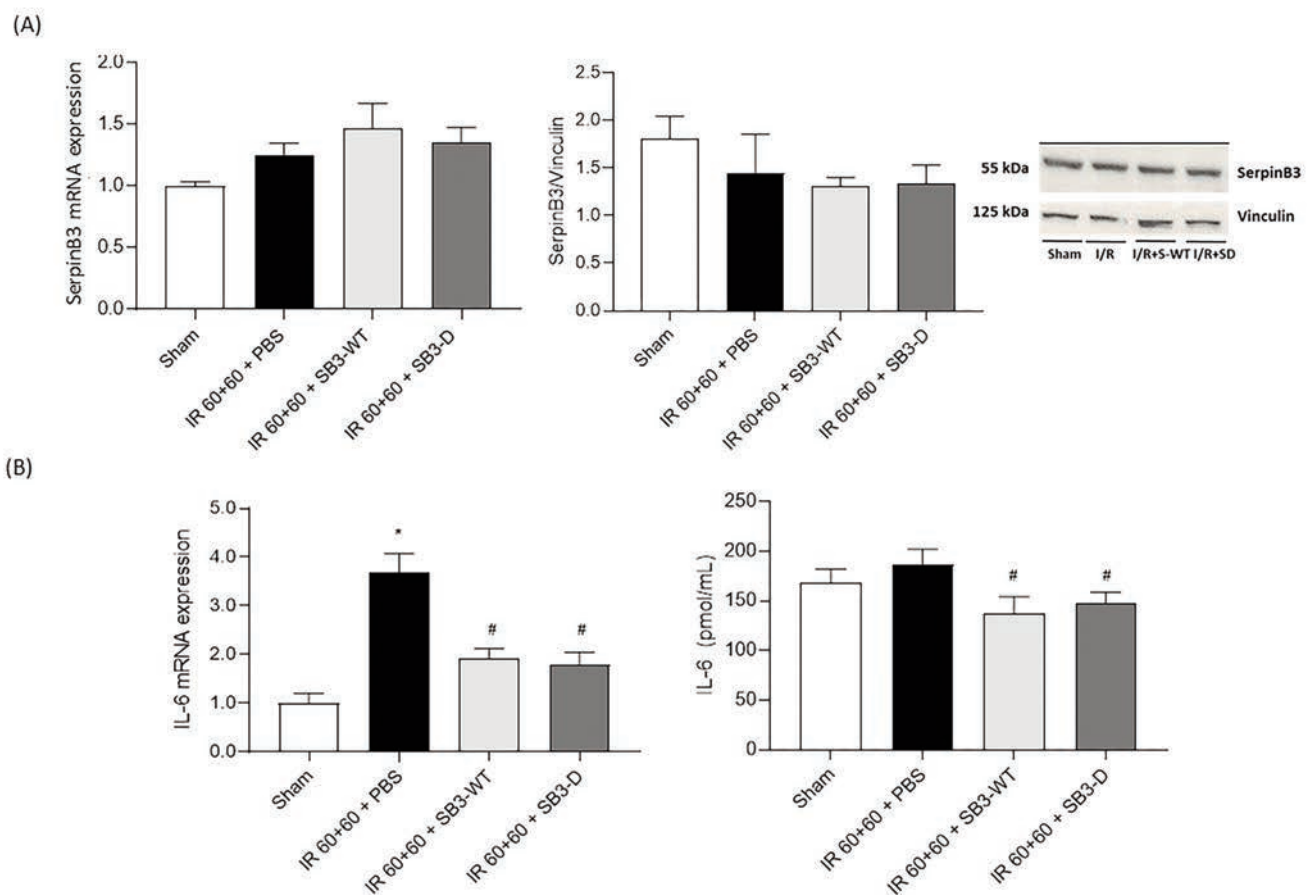 (A)
SerpinB3 mRNA expression
2.0
1.5
1.0
0.5
0.0
Sham
IR 60+60 + PBS
IR 60+60 + SB3-WT
IR 60+60 + SB3-D
SerpinB3/Vinculin
2.5
2.0
1.5
1.0
0.5
0.0
Sham
IR 60+60 + PBS
IR 60+60 + SB3-WT
IR 60+60 + SB3-D
55 kDa
SerpinB3
125 kDa
Vinculin
Sham I/R I/R+S-WT I/R+SD
(B)
IL-6 mRNA expression
5.0
4.0
3.0
2.0
1.0
0.0
*
#
#
Sham
IR 60+60 + PBS
IR 60+60 + SB3-WT
IR 60+60 + SB3-D
IL-6 (pmol/mL)
250
200
150
100
50
0
#
#
Sham
IR 60+60 + PBS
IR 60+60 + SB3-WT
IR 60+60 + SB3-D